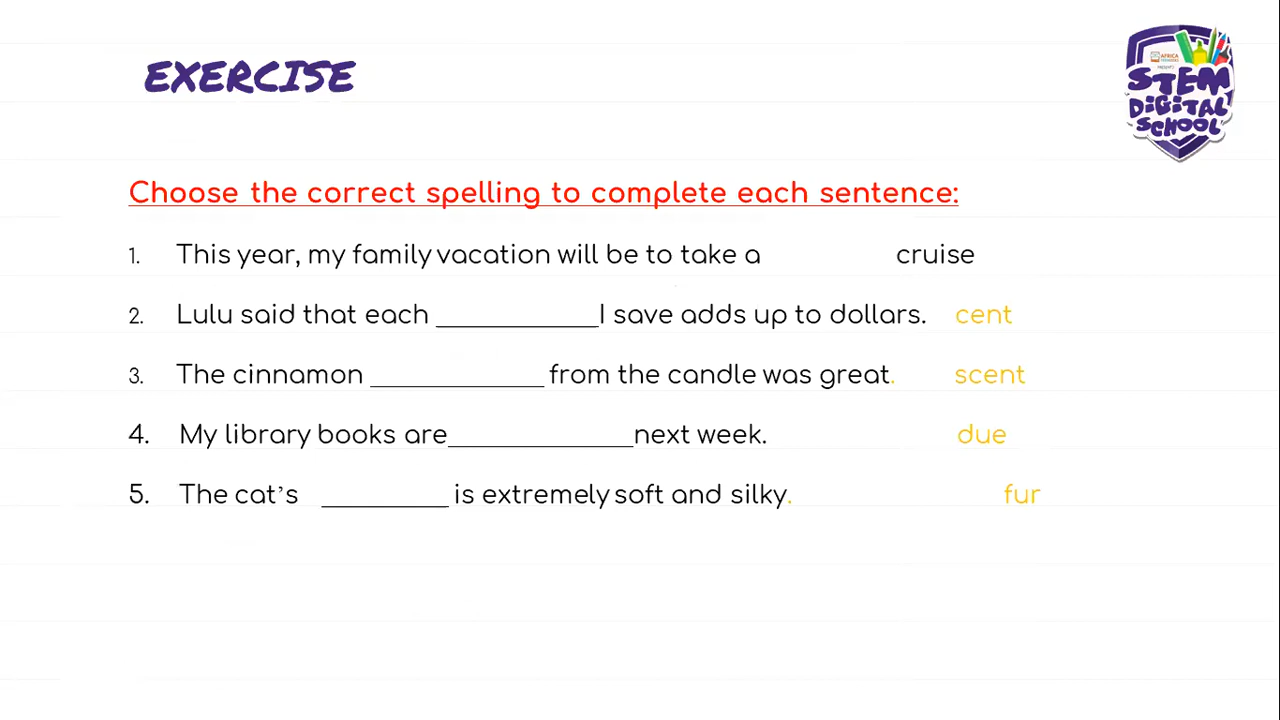 EXERCISE
AFRICA
PRESENTS
STEM
DIGITAL
SCHOOL
Choose the correct spelling to complete each sentence:
1. This year, my family vacation will be to take a cruise
2. Lulu said that each ____________I save adds up to dollars. cent
3. The cinnamon _____________ from the candle was great. scent
4. My library books are______________next week. due
5. The cat’s _________ is extremely soft and silky. fur